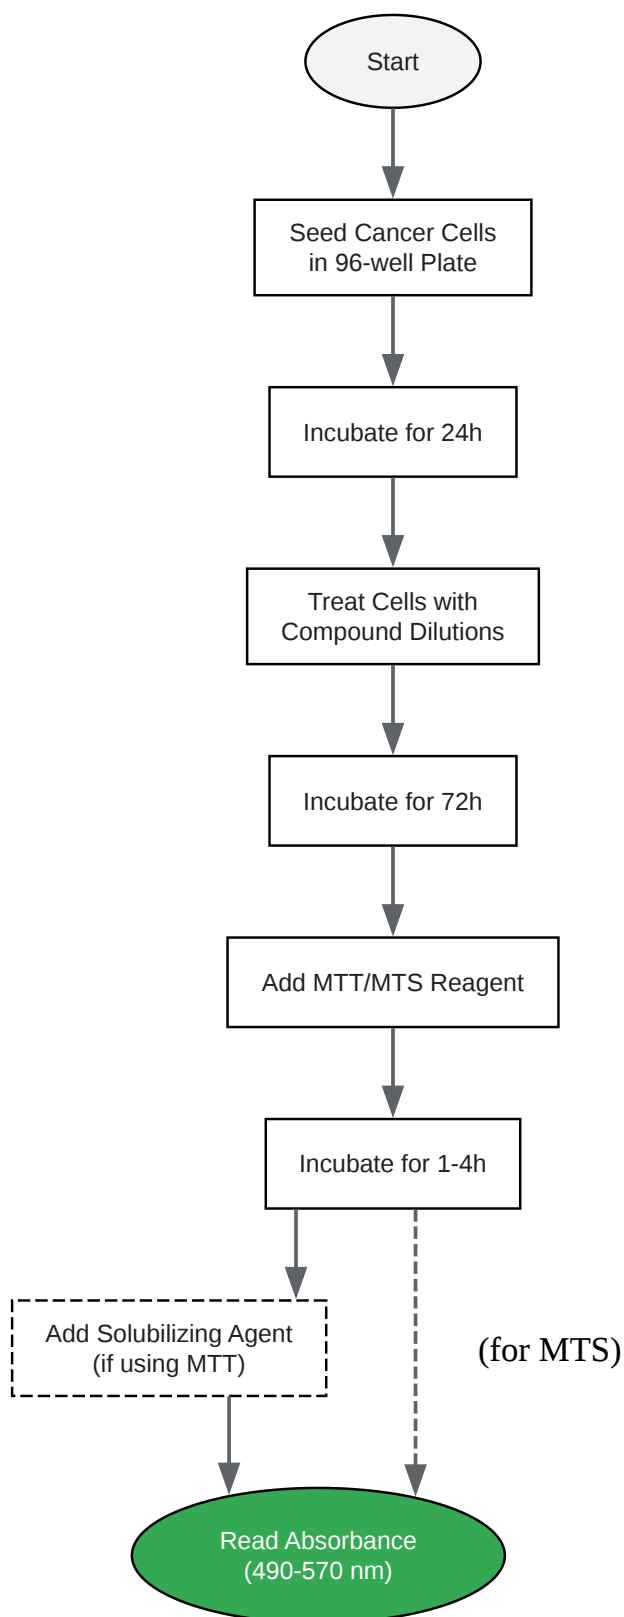 Start
Seed Cancer Cells
in 96-well Plate
Incubate for 24h
Treat Cells with
Compound Dilutions
Incubate for 72h
Add MTT/MTS Reagent
Incubate for 1-4h
Add Solubilizing Agent
(if using MTT)
(for MTS)
Read Absorbance
(490-570 nm)